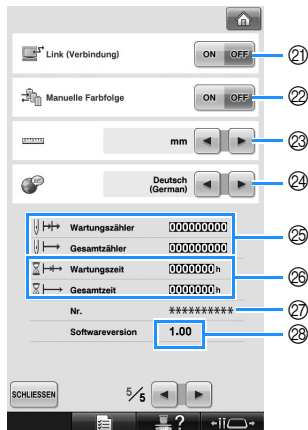 Link (Verbindung) ON OFF ㉑
Manuelle Farbfolge ON OFF ㉒
mm ㉓
Deutsch
(German) ㉔
Wartungszähler 000000000
Gesamtzähler 000000000 ㉕
Wartungszeit 0000000h
Gesamtzeit 0000000h ㉖
Nr. ********** ㉗
Softwareversion 1.00 ㉘
SCHLIESSEN 5/5
?